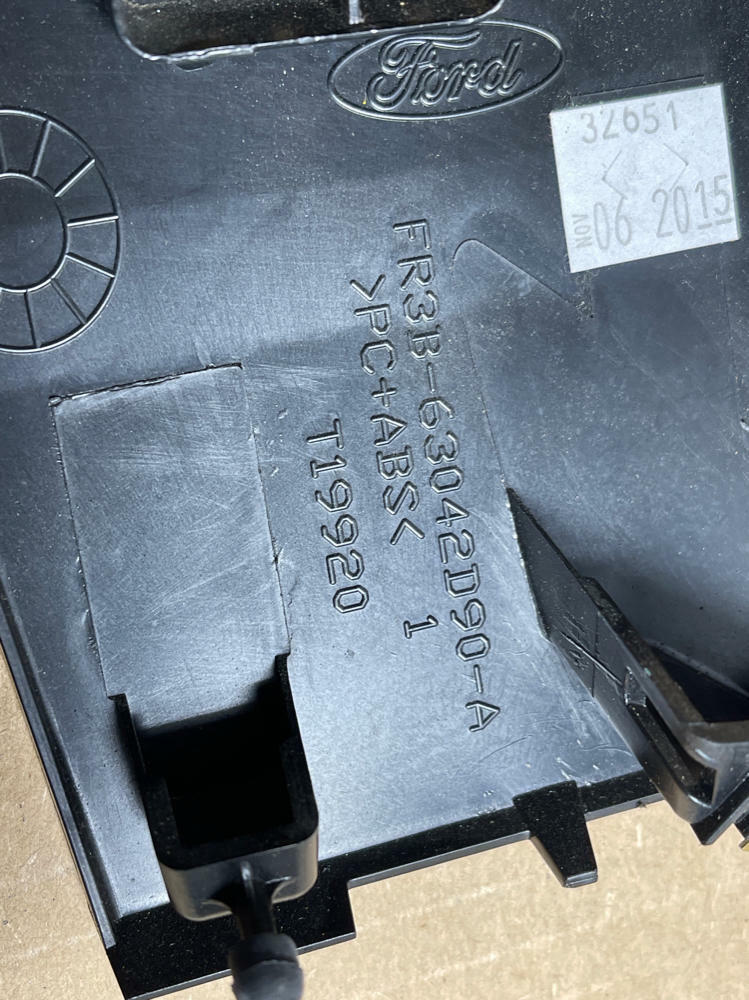 Ford
32651
NOV 06 2015
FR3B-63042D90-A
>PC+ABS< 1
T19920